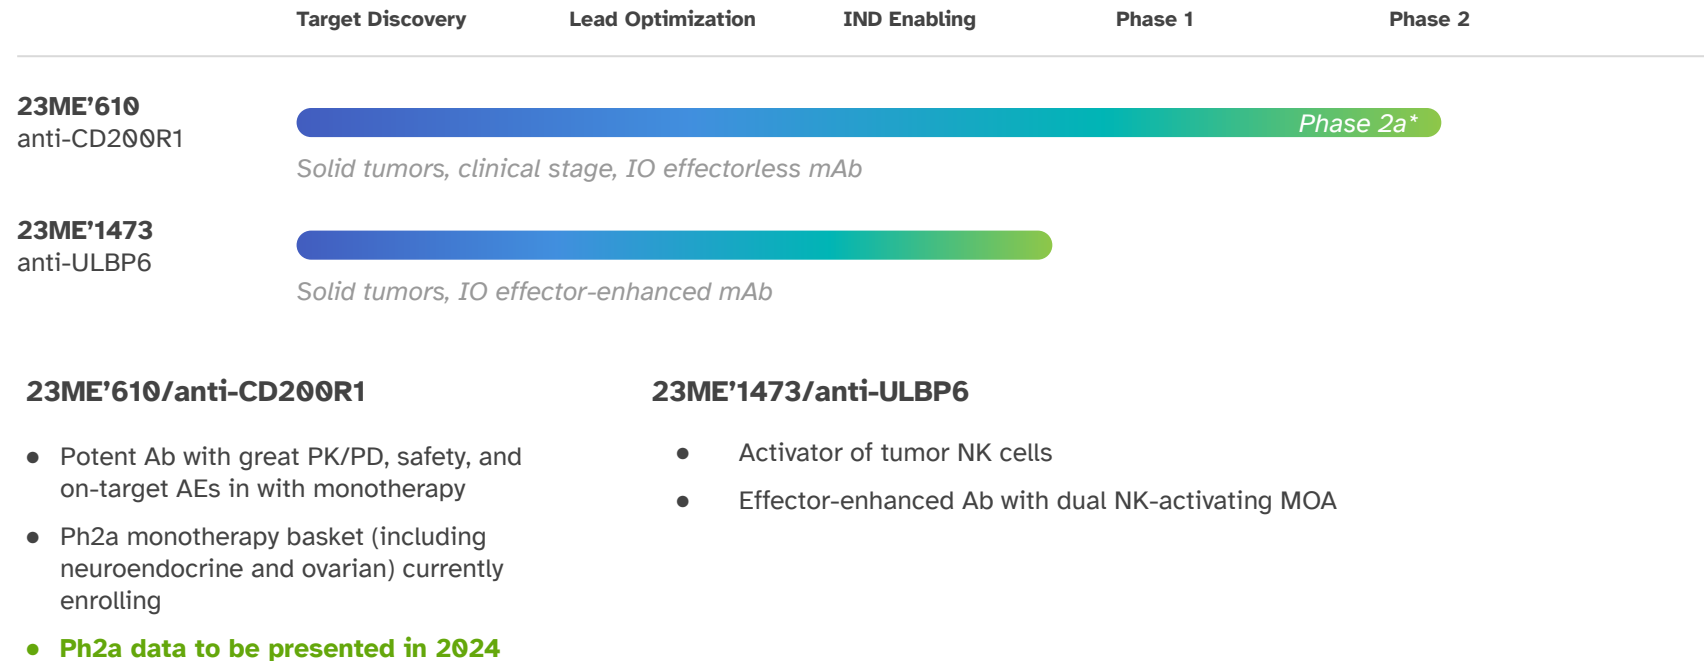 Target Discovery Lead Optimization IND Enabling Phase 1 Phase 2
23ME’610
anti-CD200R1
Phase 2a*
Solid tumors, clinical stage, IO effectorless mAb
23ME’1473
anti-ULBP6
Solid tumors, IO effector-enhanced mAb
23ME’610/anti-CD200R1
● Potent Ab with great PK/PD, safety, and
on-target AEs in with monotherapy
● Ph2a monotherapy basket (including
neuroendocrine and ovarian) currently
enrolling
● Ph2a data to be presented in 2024
23ME’1473/anti-ULBP6
● Activator of tumor NK cells
● Effector-enhanced Ab with dual NK-activating MOA